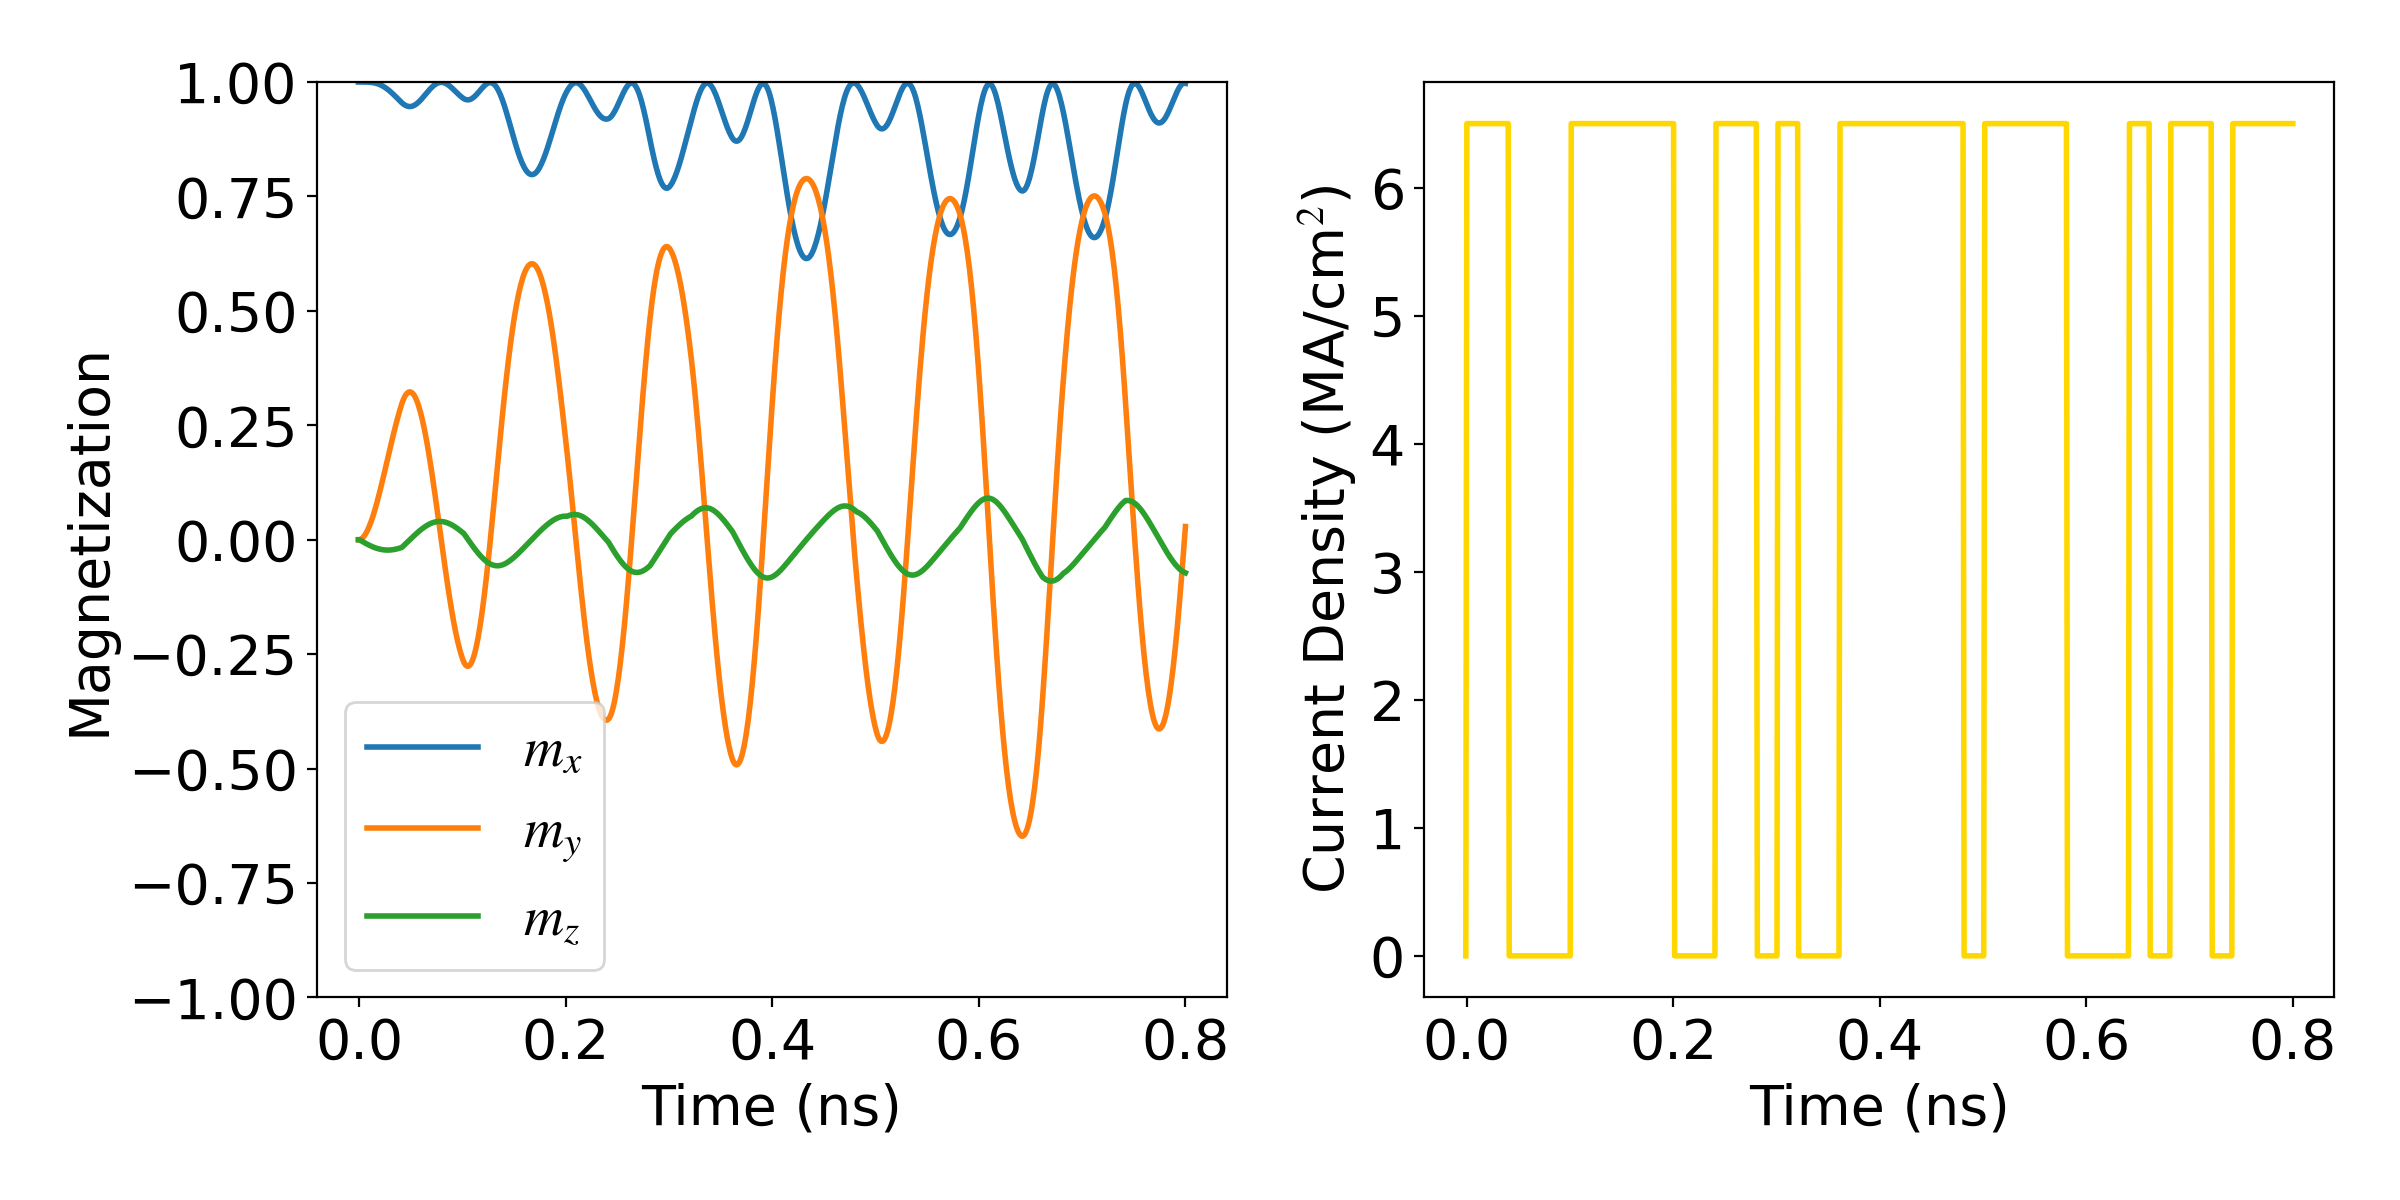 Magnetization
1.00
0.75
0.50
0.25
0.00
−0.25
−0.50
−0.75
−1.00
0.0 0.2 0.4 0.6 0.8
Time (ns)
m_x
m_y
m_z
Current Density (MA/cm²)
6
5
4
3
2
1
0
0.0 0.2 0.4 0.6 0.8
Time (ns)